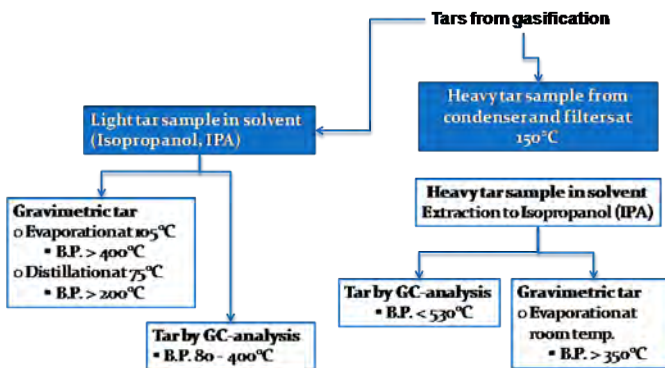 Tars from gasification
Light tar sample in solvent
(Isopropanol, IPA)
Heavy tar sample from
condenser and filters at
150°C
Gravimetric tar
o Evaporation at 105°C
▪ B.P. > 400°C
o Distillation at 75°C
▪ B.P. > 200°C
Tar by GC-analysis
▪ B.P. 80 - 400°C
Heavy tar sample in solvent
Extraction to Isopropanol (IPA)
Tar by GC-analysis
▪ B.P. < 530°C
Gravimetric tar
o Evaporation at
room temp.
▪ B.P. > 350°C